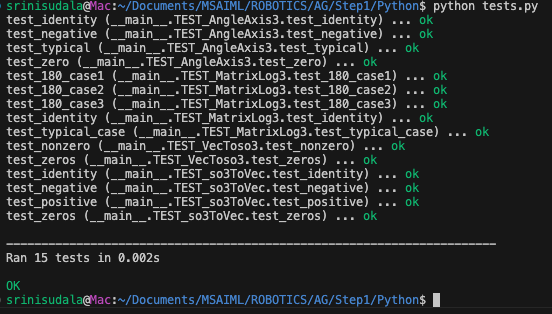 srinisudala@Mac:~/Documents/MSAIML/ROBOTICS/AG/Step1/Python$ python tests.py
test_identity (__main__.TEST_AngleAxis3.test_identity) ... ok
test_negative (__main__.TEST_AngleAxis3.test_negative) ... ok
test_typical (__main__.TEST_AngleAxis3.test_typical) ... ok
test_zero (__main__.TEST_AngleAxis3.test_zero) ... ok
test_180_case1 (__main__.TEST_MatrixLog3.test_180_case1) ... ok
test_180_case2 (__main__.TEST_MatrixLog3.test_180_case2) ... ok
test_180_case3 (__main__.TEST_MatrixLog3.test_180_case3) ... ok
test_identity (__main__.TEST_MatrixLog3.test_identity) ... ok
test_typical_case (__main__.TEST_MatrixLog3.test_typical_case) ... ok
test_nonzero (__main__.TEST_VecToso3.test_nonzero) ... ok
test_zeros (__main__.TEST_VecToso3.test_zeros) ... ok
test_identity (__main__.TEST_so3ToVec.test_identity) ... ok
test_negative (__main__.TEST_so3ToVec.test_negative) ... ok
test_positive (__main__.TEST_so3ToVec.test_positive) ... ok
test_zeros (__main__.TEST_so3ToVec.test_zeros) ... ok
----------------------------------------------------------------------
Ran 15 tests in 0.002s
OK
srinisudala@Mac:~/Documents/MSAIML/ROBOTICS/AG/Step1/Python$